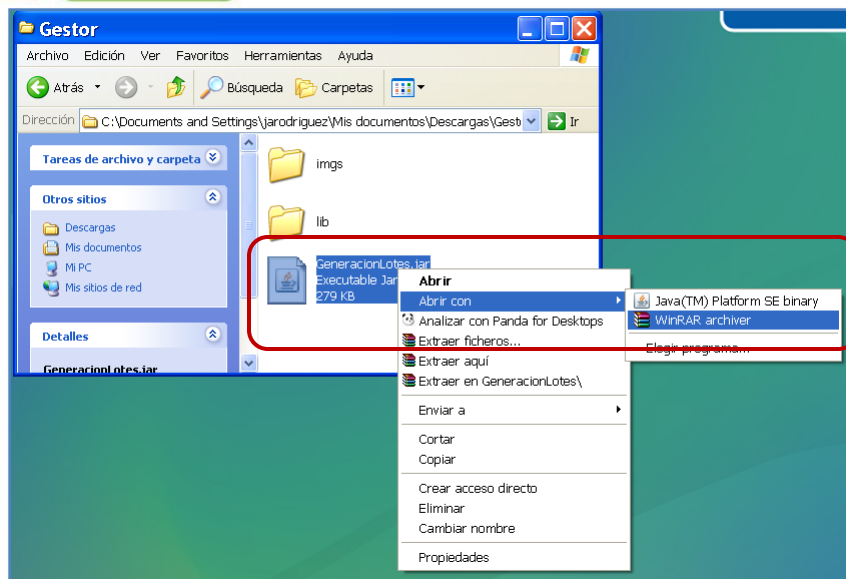 Gestor
Archivo Edición Ver Favoritos Herramientas Ayuda
Atrás Búsqueda Carpetas
Dirección C:\Documents and Settings\jarodriguez\Mis documentos\Descargas\Gest Ir
Tareas de archivo y carpeta
Otros sitios
Descargas
Mis documentos
Mi PC
Mis sitios de red
Detalles
GeneracionLotes.jar
imgs
lib
GeneracionLotes.jar
Executable Jar
279 KB
Abrir
Abrir con
Analizar con Panda for Desktops
Extraer ficheros...
Extraer aquí
Extraer en GeneracionLotes\
Enviar a
Cortar
Copiar
Crear acceso directo
Eliminar
Cambiar nombre
Propiedades
Java(TM) Platform SE binary
WinRAR archiver
Elegir programa...